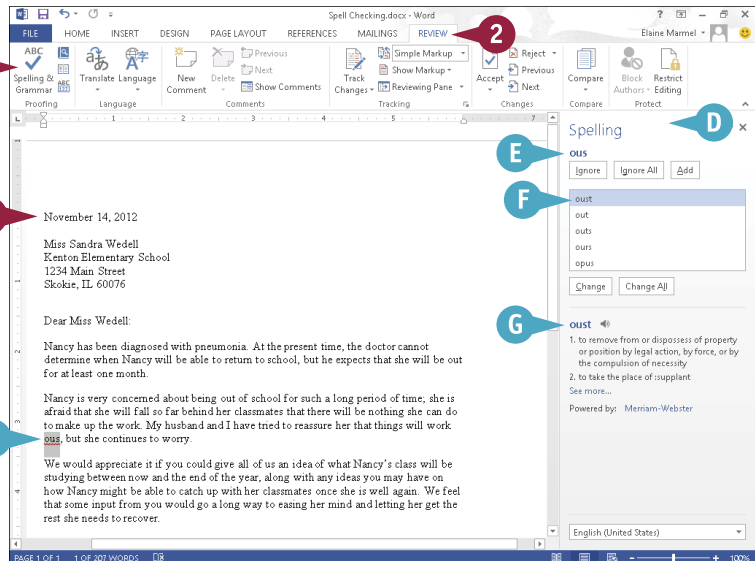 Spell Checking.docx - Word
FILE HOME INSERT DESIGN PAGE LAYOUT REFERENCES MAILINGS REVIEW Elaine Marmel
2
ABC
Spelling &
Grammar
ABC
123
Proofing
Translate Language
Language
New
Comment
Delete
Previous
Next
Show Comments
Comments
Track
Changes
Simple Markup
Show Markup
Reviewing Pane
Tracking
Accept
Reject
Previous
Next
Changes
Compare
Compare
Block
Authors
Restrict
Editing
Protect
1 2 3 4 5 7
November 14, 2012
Miss Sandra Wedell
Kenton Elementary School
1234 Main Street
Skokie, IL 60076
Dear Miss Wedell:
Nancy has been diagnosed with pneumonia. At the present time, the doctor cannot
determine when Nancy will be able to return to school, but he expects that she will be out
for at least one month.
Nancy is very concerned about being out of school for such a long period of time; she is
afraid that she will fall so far behind her classmates that there will be nothing she can do
to make up the work. My husband and I have tried to reassure her that things will work
ous, but she continues to worry.
We would appreciate it if you could give all of us an idea of what Nancy's class will be
studying between now and the end of the year, along with any ideas you may have on
how Nancy might be able to catch up with her classmates once she is well again. We feel
that some input from you would go a long way to easing her mind and letting her get the
rest she needs to recover.
Spelling
D
E
ous
Ignore Ignore All Add
F
oust
out
outs
ours
opus
Change Change All
G
oust
1. to remove from or dispossess of property
or position by legal action, by force, or by
the compulsion of necessity
2. to take the place of :supplant
See more...
Powered by: Merriam-Webster
English (United States)
PAGE 1 OF 1 1 OF 207 WORDS 100%